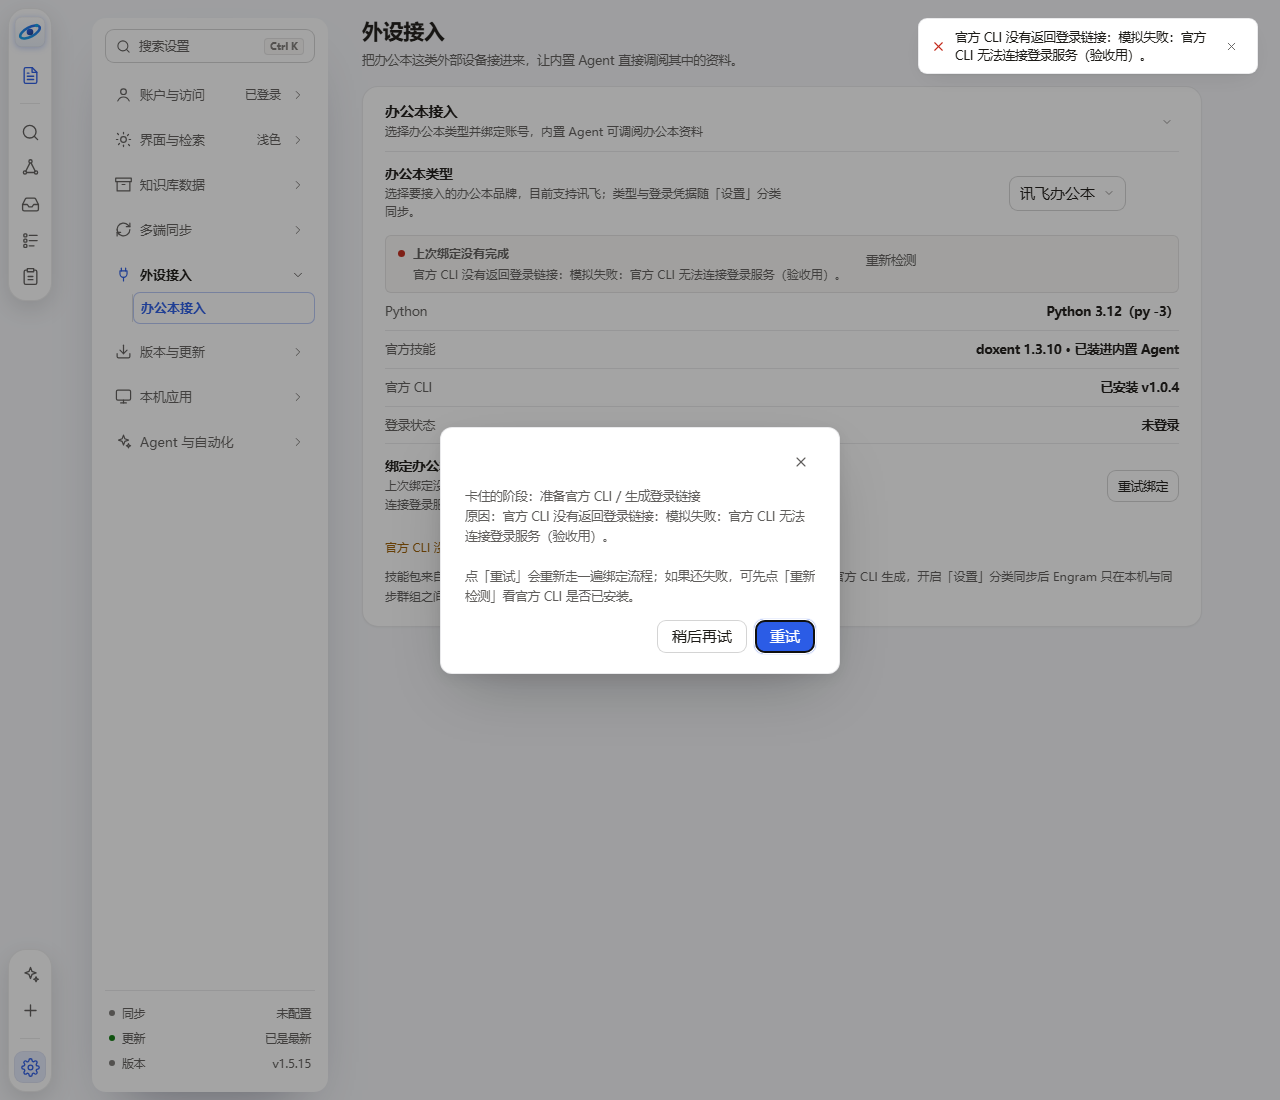 搜索设置 Ctrl K
账户与访问 已登录
界面与检索 浅色
知识库数据
多端同步
外设接入
办公本接入
版本与更新
本机应用
Agent 与自动化
同步 未配置
更新 已是最新
版本 v1.5.15
外设接入
把办公本这类外部设备接进来，让内置 Agent 直接调阅其中的资料。
官方 CLI 没有返回登录链接：模拟失败：官方
CLI 无法连接登录服务（验收用）。
办公本接入
选择办公本类型并绑定账号，内置 Agent 可调阅办公本资料
办公本类型
选择要接入的办公本品牌，目前支持讯飞；类型与登录凭据随「设置」分类
同步。
讯飞办公本
上次绑定没有完成
官方 CLI 没有返回登录链接：模拟失败：官方 CLI 无法连接登录服务（验收用）。
重新检测
Python Python 3.12（py -3）
官方技能 doxent 1.3.10 • 已装进内置 Agent
官方 CLI 已安装 v1.0.4
登录状态 未登录
绑定办公
上次绑定没
连接登录服
重试绑定
官方 CLI 没
技能包来自 官方 CLI 生成，开启「设置」分类同步后 Engram 只在本机与同
步群组之间
卡住的阶段：准备官方 CLI / 生成登录链接
原因：官方 CLI 没有返回登录链接：模拟失败：官方 CLI 无法
连接登录服务（验收用）。
点「重试」会重新走一遍绑定流程；如果还失败，可先点「重新
检测」看官方 CLI 是否已安装。
稍后再试 重试